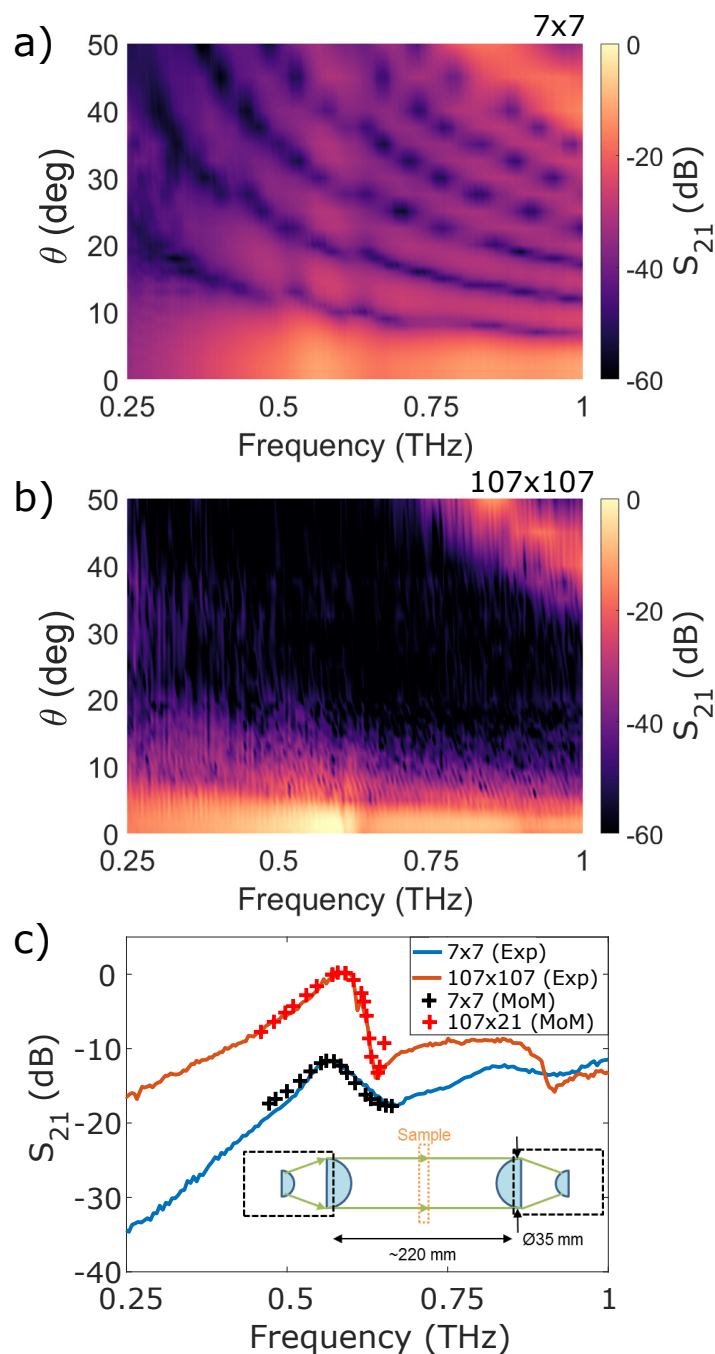 a)
7x7
50
40
30
20
10
0
θ (deg)
0.25
0.5
0.75
1
Frequency (THz)
0
-20
-40
-60
S21 (dB)
b)
107x107
50
40
30
20
10
0
θ (deg)
0.25
0.5
0.75
1
Frequency (THz)
0
-20
-40
-60
S21 (dB)
c)
0
-10
-20
-30
-40
S21 (dB)
7x7 (Exp)
107x107 (Exp)
7x7 (MoM)
107x21 (MoM)
Sample
~220 mm
Ø35 mm
0.25
0.5
0.75
1
Frequency (THz)